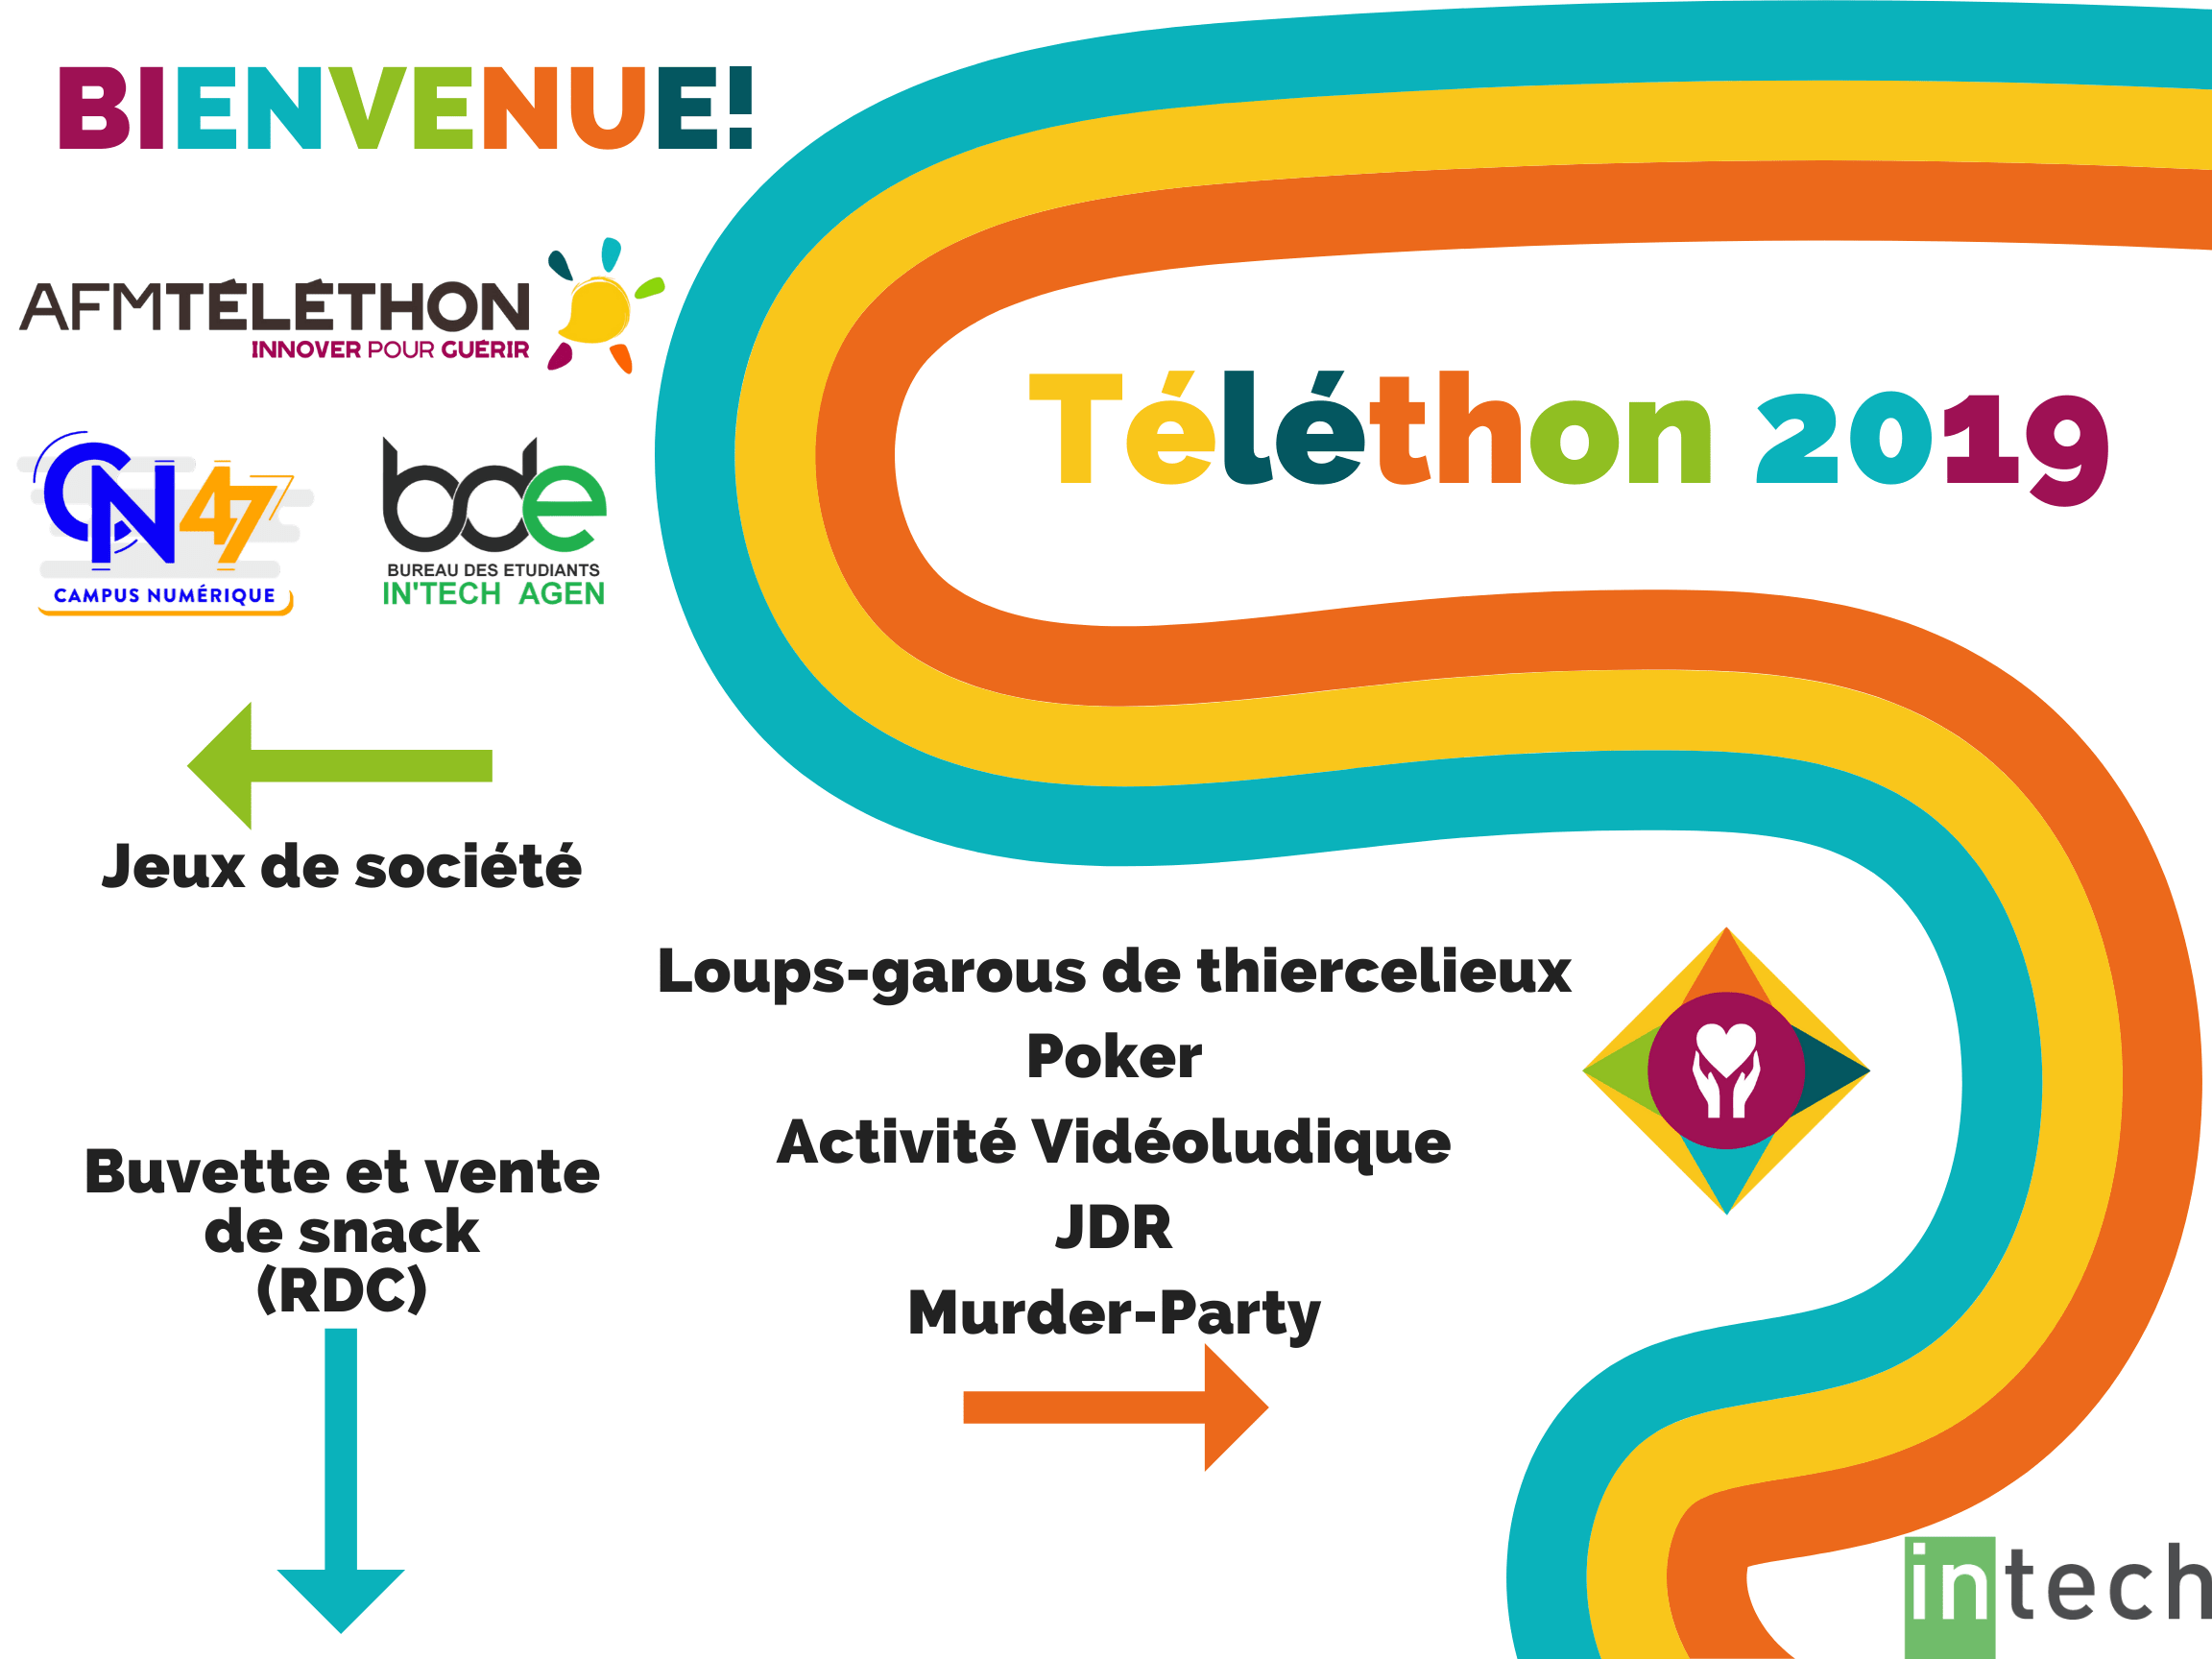 BIENVENUE!
AFMTÉLÉTHON
INNOVER POUR GUÉRIR
CN47
CAMPUS NUMÉRIQUE
bde
BUREAU DES ETUDIANTS
IN'TECH AGEN
Téléthon 2019
Jeux de société
Loups-garous de thiercelieux
Poker
Activité Vidéoludique
JDR
Murder-Party
Buvette et vente
de snack
(RDC)
intech